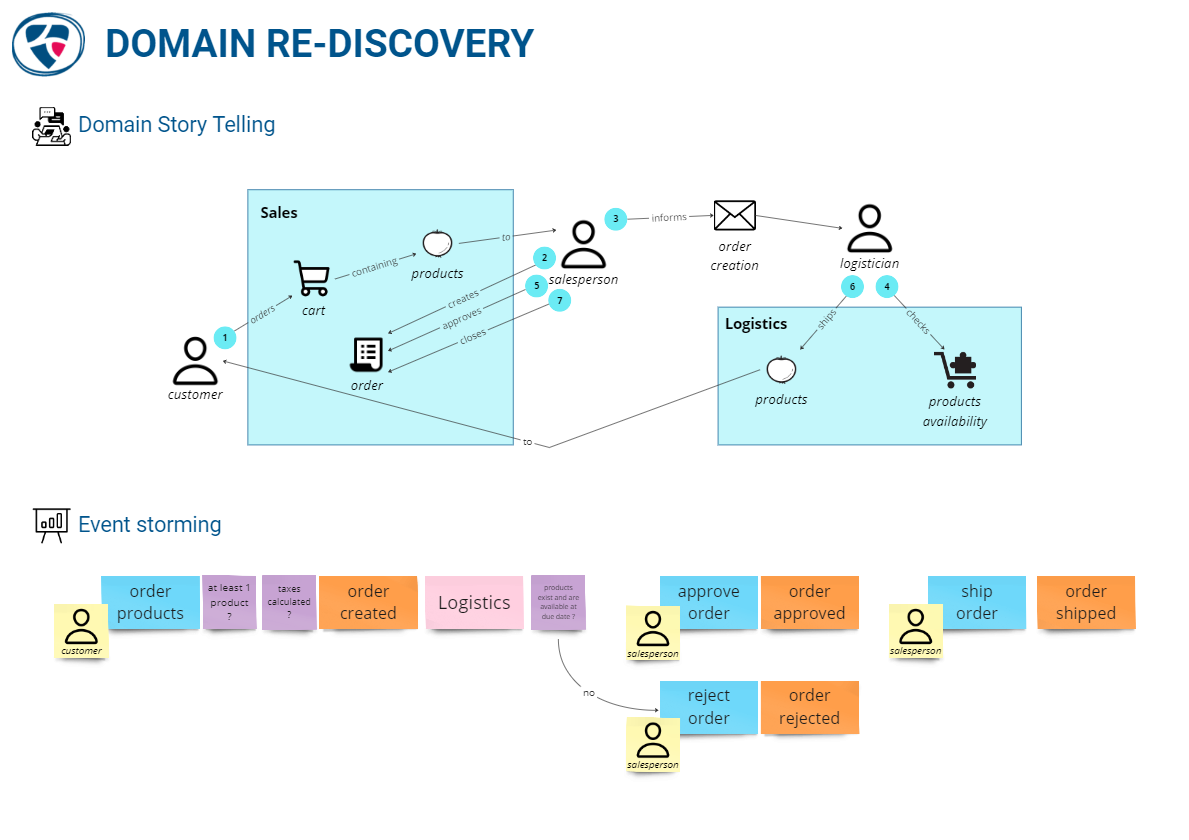 DOMAIN RE-DISCOVERY
Domain Story Telling
Sales
products
to
containing
cart
orders
1
customer
2
creates
5
approves
7
closes
order
salesperson
3
informs
order
creation
logistician
6
4
Logistics
ships
checks
products
products
availability
to
Event storming
order
products
customer
at least 1
product
?
taxes
calculated
?
order
created
Logistics
products
exist and are
available at
due date ?
no
approve
order
salesperson
order
approved
ship
order
salesperson
order
shipped
reject
order
salesperson
order
rejected